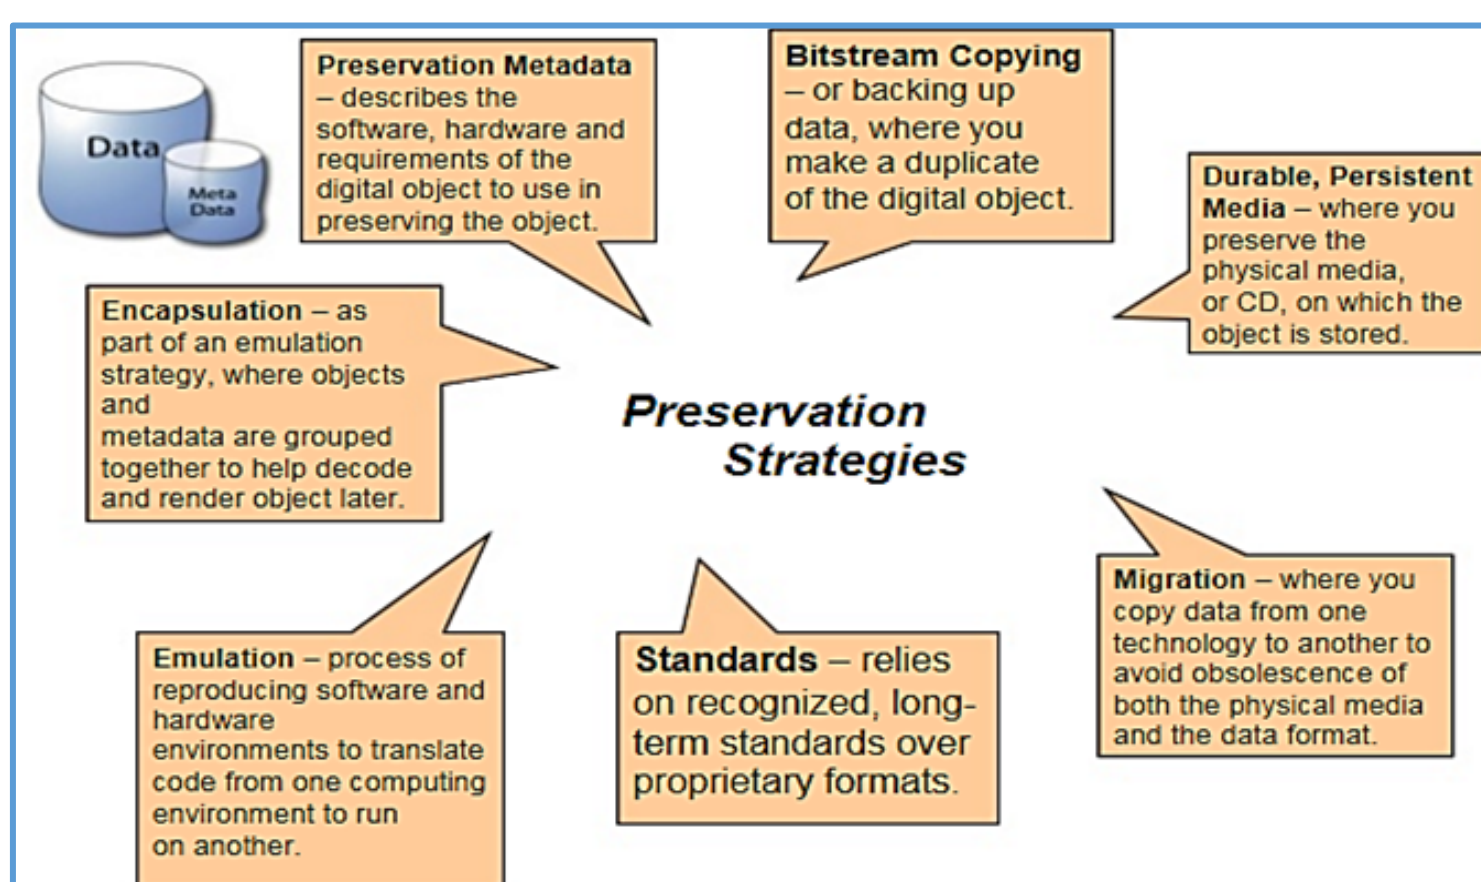 Data
Meta
Data
Preservation Metadata
– describes the
software, hardware and
requirements of the
digital object to use in
preserving the object.
Bitstream Copying
– or backing up
data, where you
make a duplicate
of the digital object.
Durable, Persistent
Media – where you
preserve the
physical media,
or CD, on which the
object is stored.
Encapsulation – as
part of an emulation
strategy, where objects
and
metadata are grouped
together to help decode
and render object later.
Preservation
Strategies
Migration – where you
copy data from one
technology to another to
avoid obsolescence of
both the physical media
and the data format.
Emulation – process of
reproducing software and
hardware
environments to translate
code from one computing
environment to run
on another.
Standards – relies
on recognized, long-
term standards over
proprietary formats.